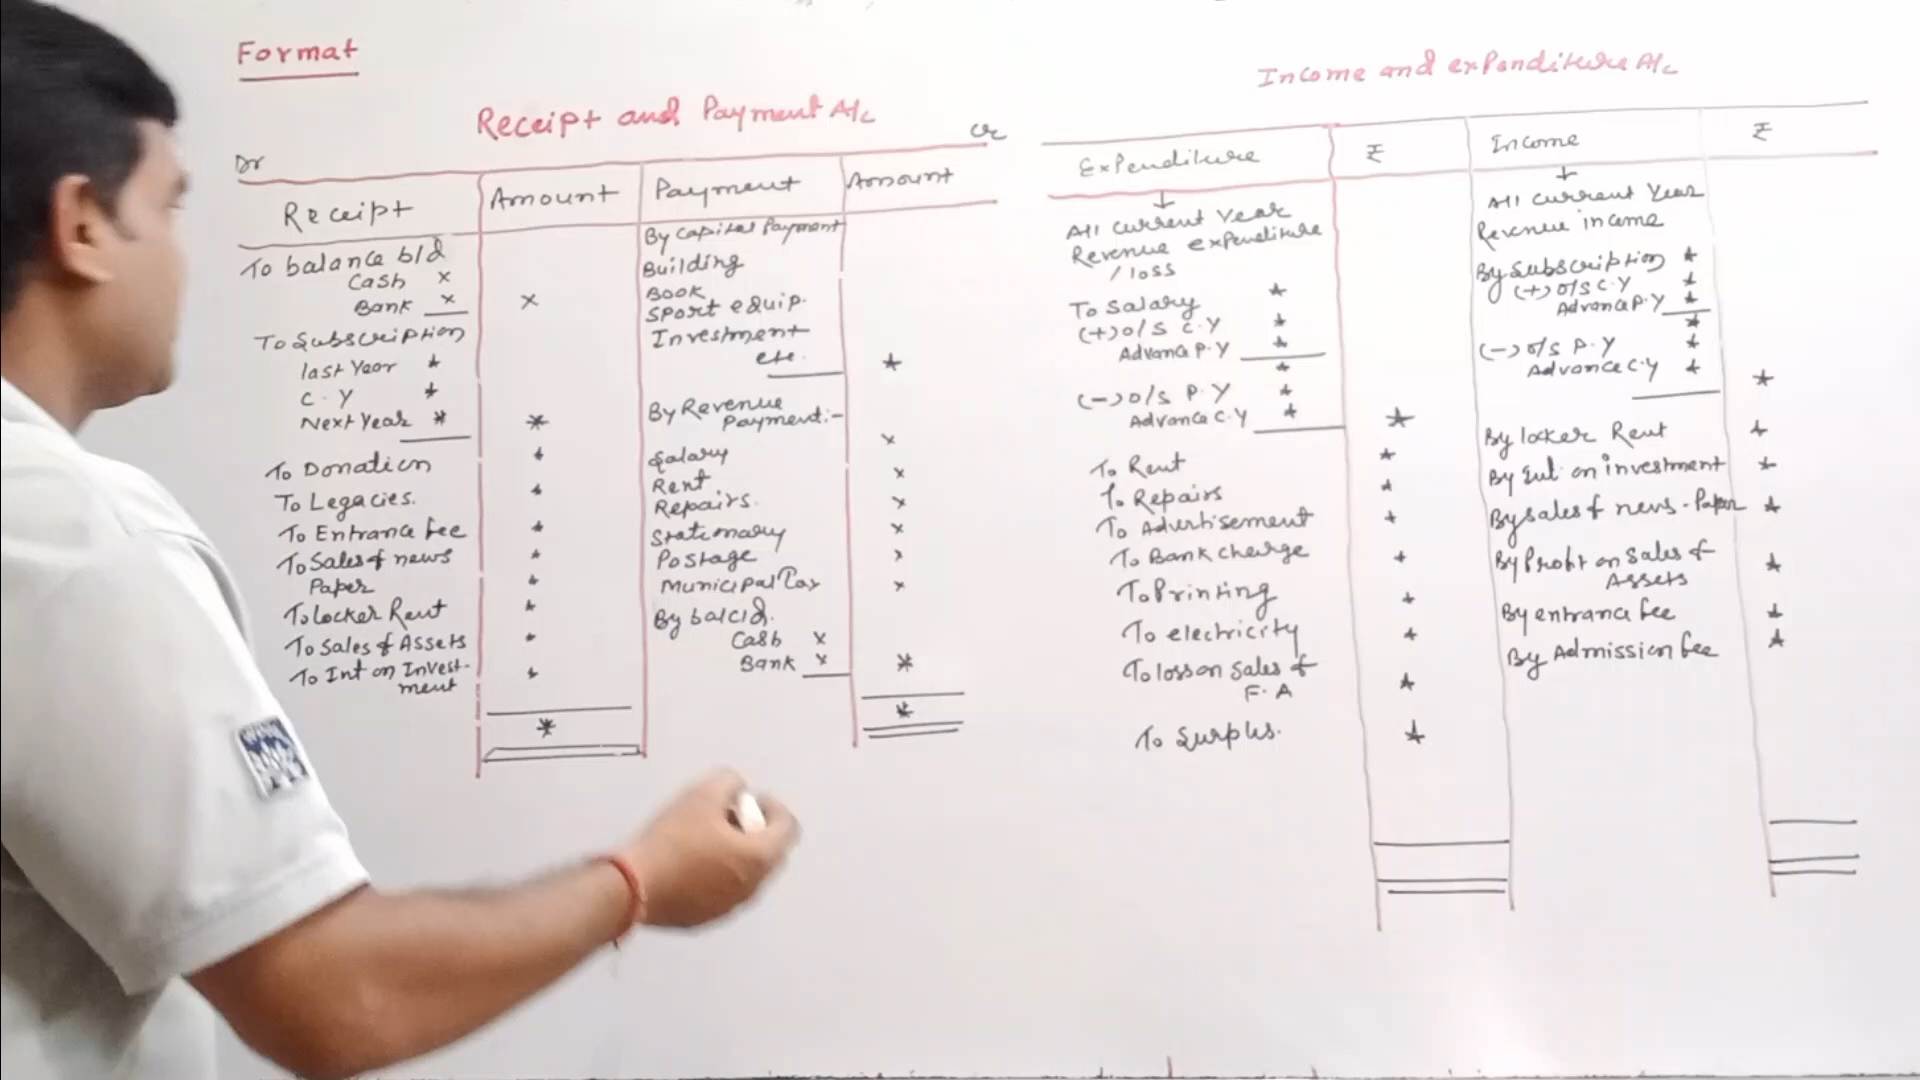 Format
Receipt and Payment A/c
Dr
Cr
Receipt
Amount
Payment
Amount
To balance b/d
Cash x
Bank x
x
To Subscription
last Year *
C.Y *
Next Year *
*
To Donation *
To Legacies. *
To Entrance fee *
To Sales of news *
Paper *
To locker Rent *
To Sales of Assets *
To Int on Invest- *
ment
*
By Capital Payment
Building
Book
Sport equip.
Investment
etc. *
By Revenue
Payment:-
x
Salary x
Rent x
Repairs. x
Stationary x
Postage x
Municipal Tax
By bal c/d.
Cash x
Bank x *
*
Income and expenditure A/c
Expenditure
₹
Income
₹
All current Year
Revenue expenditure
/ loss
To Salary *
(+) o/s C.Y *
Advance P.Y *
*
(-) o/s P.Y *
Advance C.Y * *
To Rent *
To Repairs *
To Advertisement *
To Bank charge *
To Printing *
To electricity *
To loss on Sales of
F.A *
To Surplus. *
All current Year
Revenue income
By Subscription *
(+) o/s C.Y *
Advance P.Y *
*
(-) o/s P.Y *
Advance C.Y *
*
By locker Rent *
By Int. on investment *
By sales of news-Paper *
By Profit on Sales of
Assets *
By entrance fee *
By Admission fee *